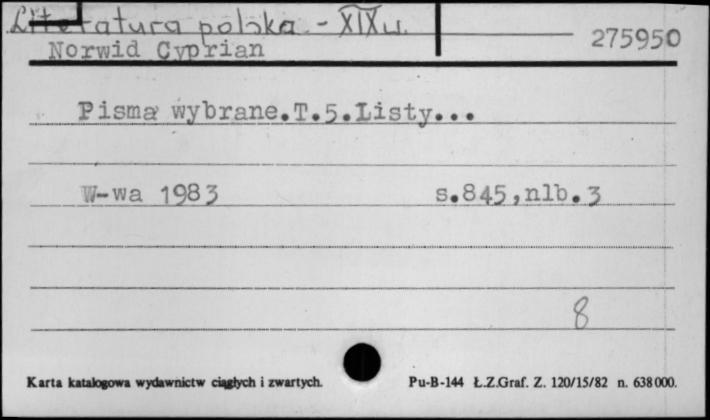 Literatura polska - XIX w.
275950
Norwid Cyprian
Pisma wybrane.T.5.Listy...
W-wa 1983 s.845,nlb.3
8
Karta katalogowa wydawnictw ciągłych i zwartych. Pu-B-144 Ł.Z.Graf. Z. 120/15/82 n. 638000.